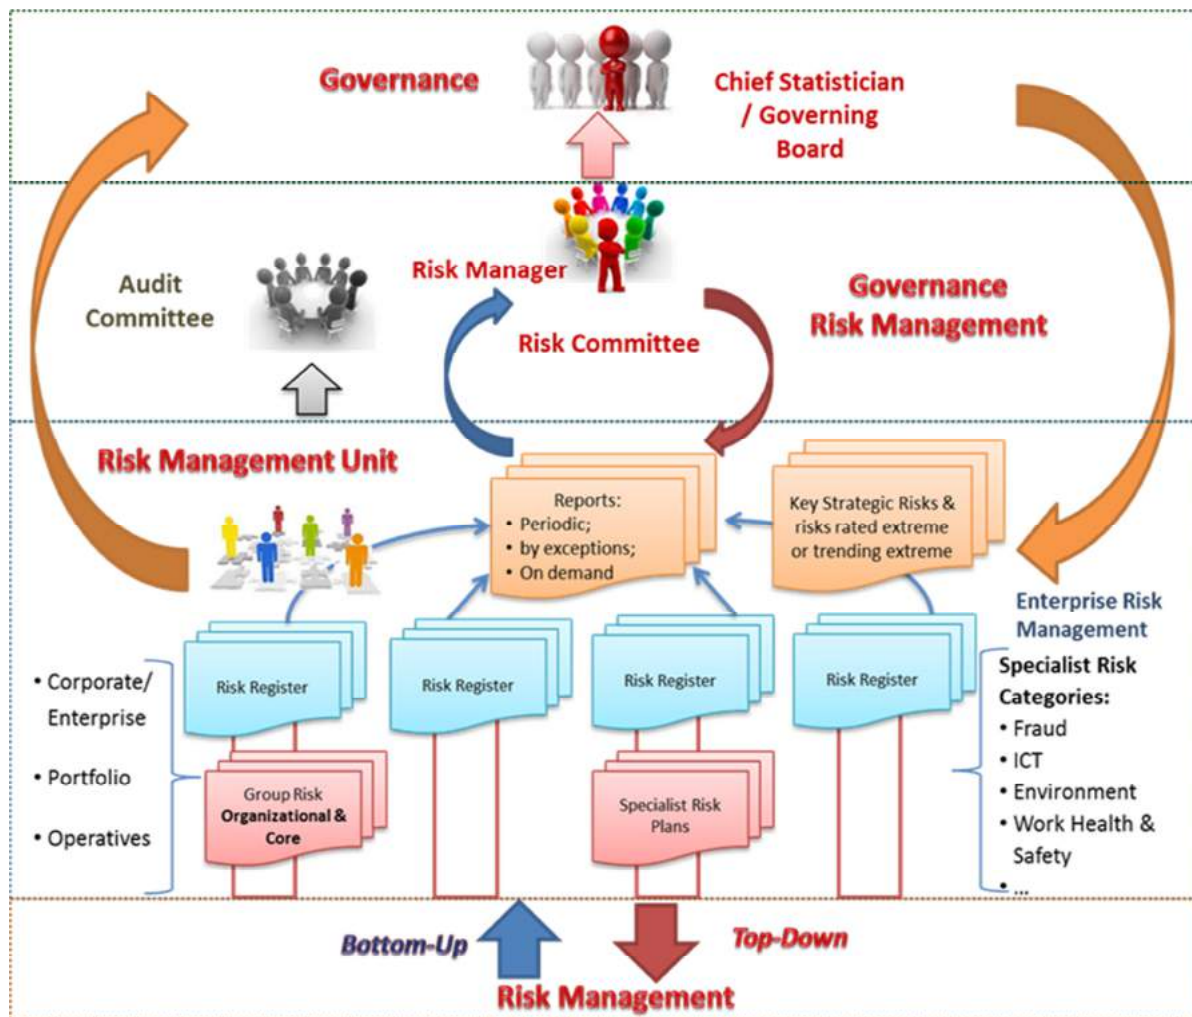 Governance
Chief Statistician
/ Governing
Board
Audit
Committee
Risk Manager
Risk Committee
Governance
Risk Management
Risk Management Unit
Reports:
• Periodic;
• by exceptions;
• On demand
Key Strategic Risks &
risks rated extreme
or trending extreme
Enterprise Risk
Management
• Corporate/
Enterprise
• Portfolio
• Operatives
Risk Register
Risk Register
Risk Register
Risk Register
Group Risk
Organizational &
Core
Specialist Risk
Plans
Specialist Risk
Categories:
• Fraud
• ICT
• Environment
• Work Health &
Safety
• ...
Bottom-Up
Top-Down
Risk Management